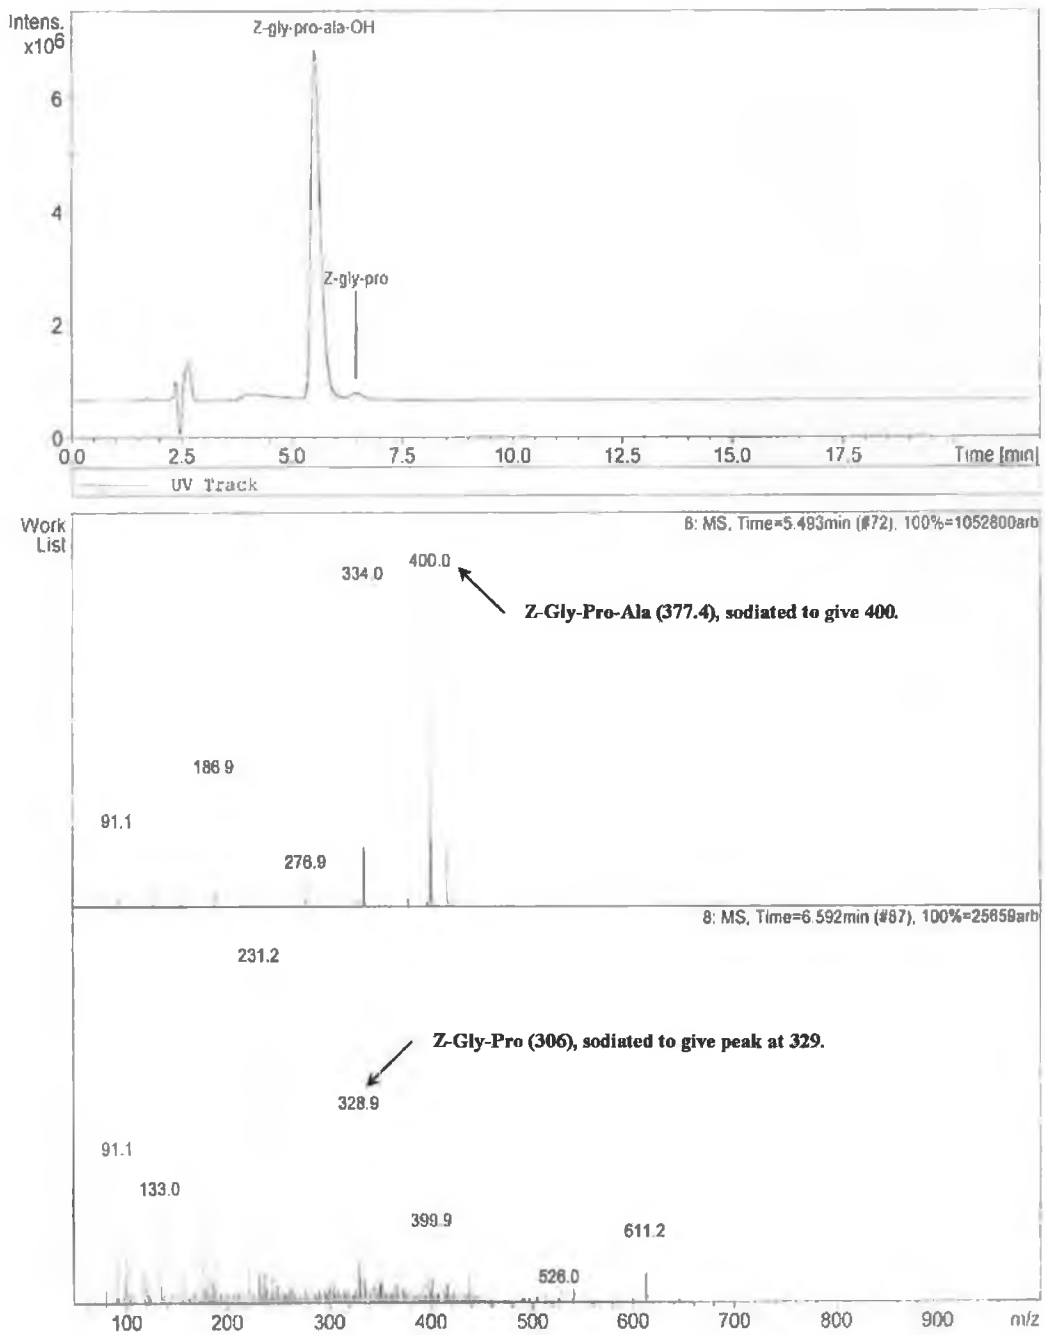 Intens.
x10⁶
Z-gly-pro-ala-OH
6
4
Z-gly-pro
2
0
0.0 2.5 5.0 7.5 10.0 12.5 15.0 17.5 Time [min]
UV Track
Work
List
6: MS, Time=5.493min (#72), 100%=1052800arb
334.0 400.0
Z-Gly-Pro-Ala (377.4), sodiated to give 400.
186.9
91.1
276.9
8: MS, Time=6.592min (#87), 100%=25659arb
231.2
Z-Gly-Pro (306), sodiated to give peak at 329.
328.9
91.1
133.0
399.9
611.2
526.0
100 200 300 400 500 600 700 800 900 m/z